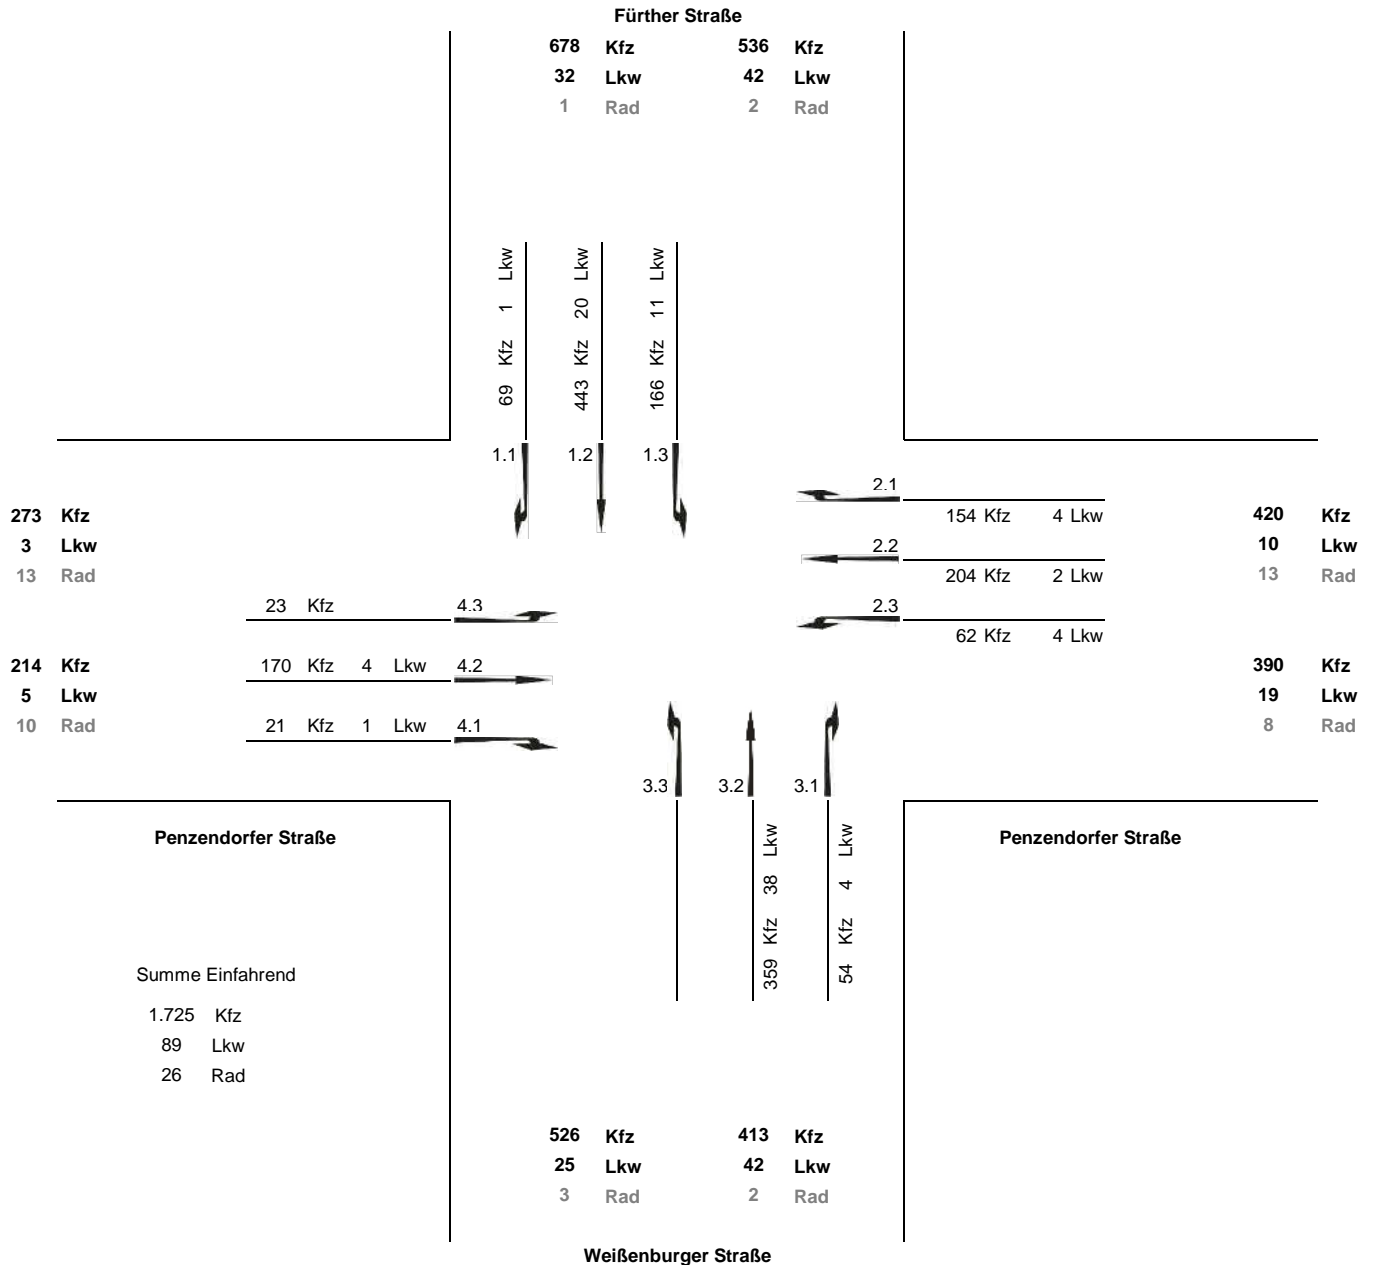 Fürther Straße
678 Kfz 536 Kfz
32 Lkw 42 Lkw
1 Rad 2 Rad
69 Kfz 1 Lkw
443 Kfz 20 Lkw
166 Kfz 11 Lkw
1.1 1.2 1.3
2.1
154 Kfz 4 Lkw
2.2
204 Kfz 2 Lkw
2.3
62 Kfz 4 Lkw
273 Kfz
3 Lkw
13 Rad
420 Kfz
10 Lkw
13 Rad
23 Kfz 4.3
170 Kfz 4 Lkw 4.2
21 Kfz 1 Lkw 4.1
214 Kfz
5 Lkw
10 Rad
390 Kfz
19 Lkw
8 Rad
3.3 3.2 3.1
359 Kfz 38 Lkw
54 Kfz 4 Lkw
Penzendorfer Straße
Penzendorfer Straße
Summe Einfahrend
1.725 Kfz
89 Lkw
26 Rad
526 Kfz 413 Kfz
25 Lkw 42 Lkw
3 Rad 2 Rad
Weißenburger Straße